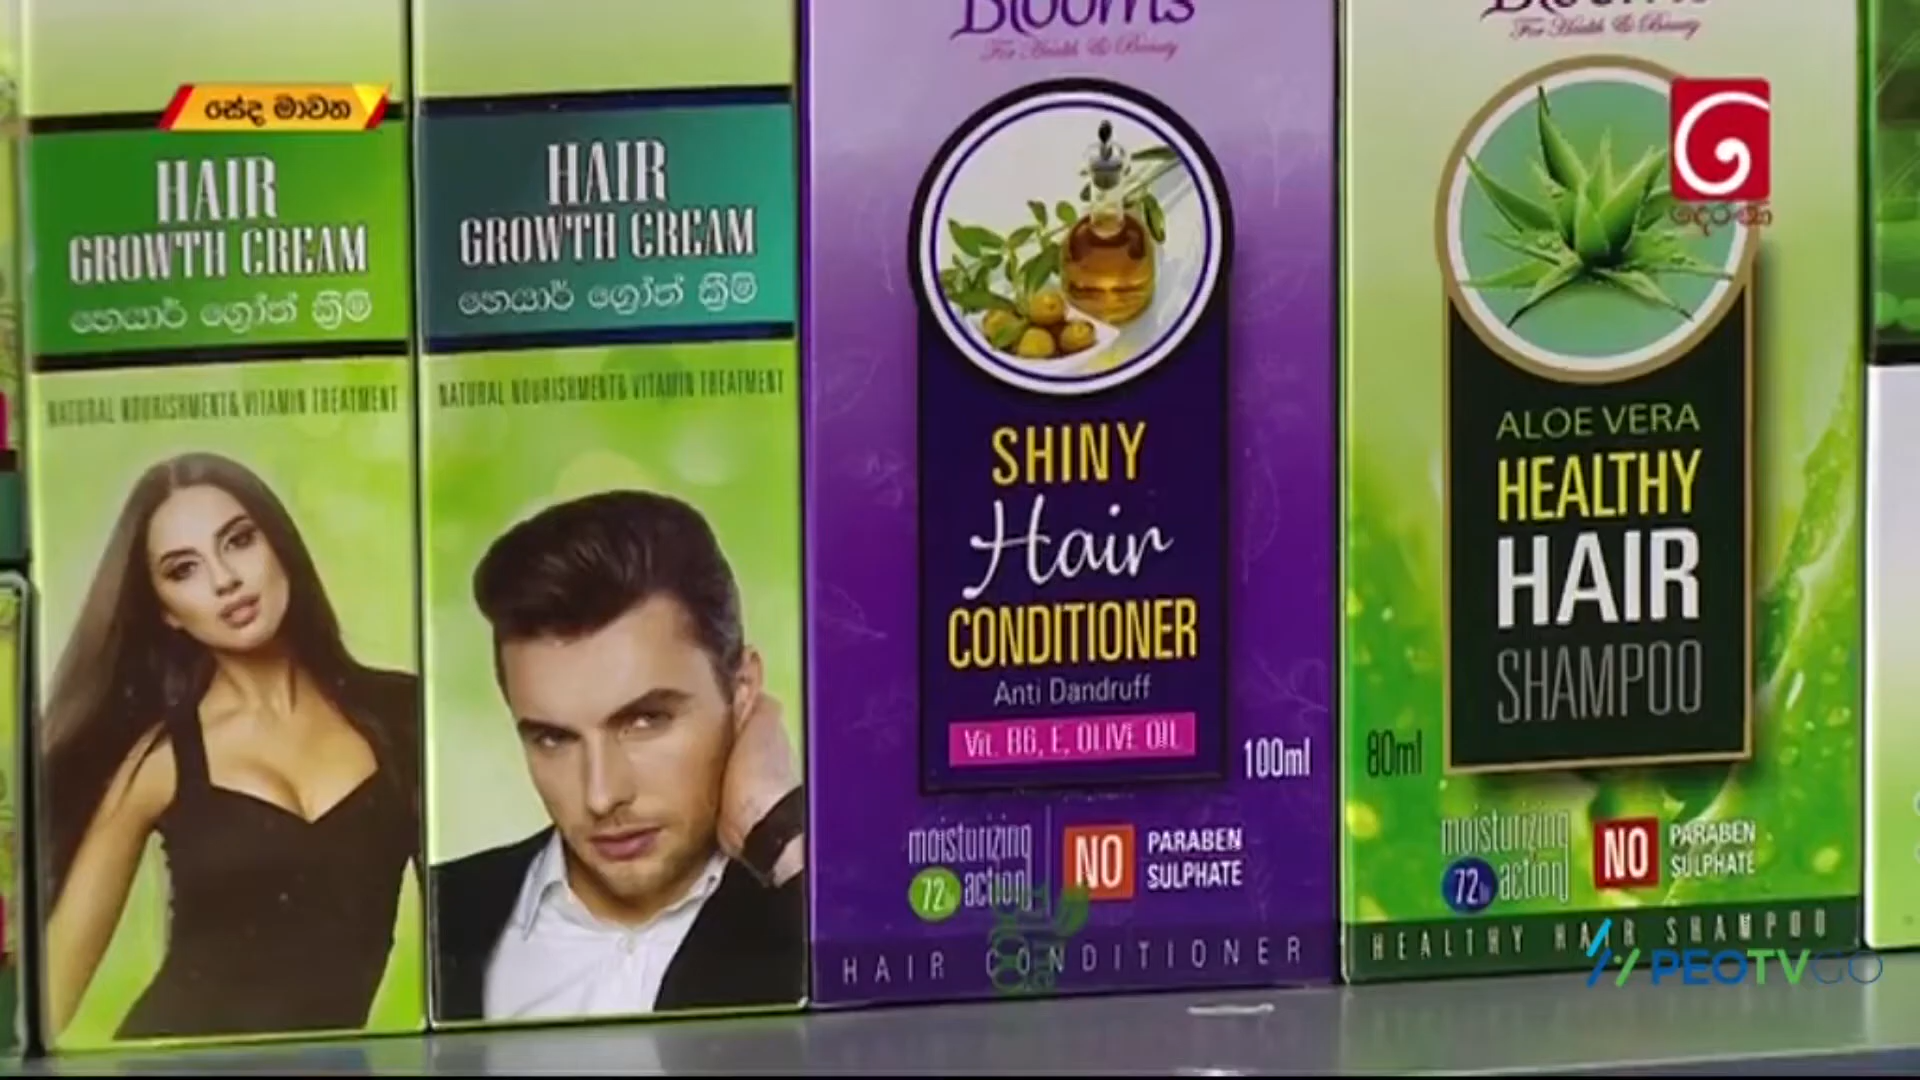 සේද මාවත
දෙරණ
HAIR
GROWTH CREAM
හෙයාර් ග්‍රෝත් ක්‍රීම්
NATURAL NOURISHMENT & VITAMIN TREATMENT
HAIR
GROWTH CREAM
හෙයාර් ග්‍රෝත් ක්‍රීම්
NATURAL NOURISHMENT & VITAMIN TREATMENT
Blooms
For Health & Beauty
SHINY
Hair
CONDITIONER
Anti Dandruff
Vit. B6, E, OLIVE OIL
100ml
moisturizing
72h action
NO PARABEN
SULPHATE
HAIR CONDITIONER
Blooms
For Health & Beauty
ALOE VERA
HEALTHY
HAIR
SHAMPOO
80ml
moisturizing
72h action
NO PARABEN
SULPHATE
HEALTHY HAIR SHAMPOO
PEOTVGO